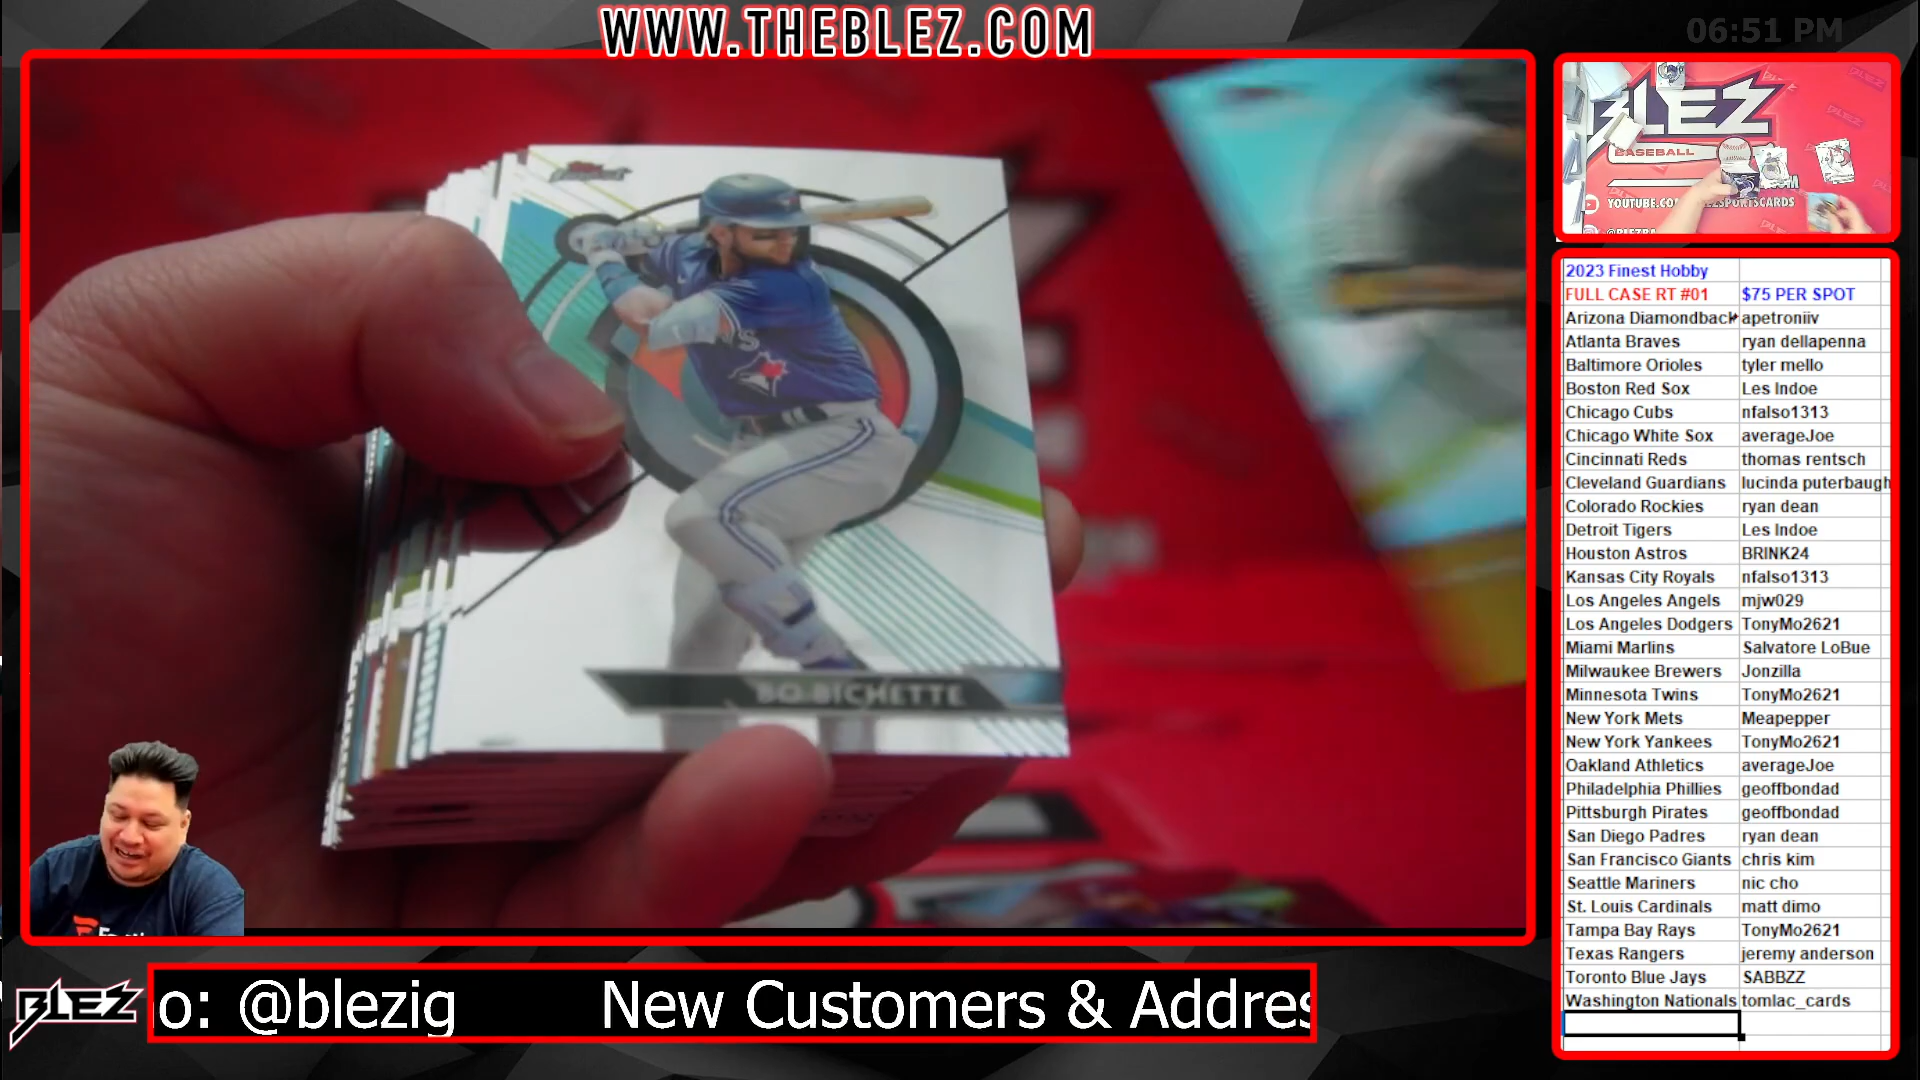 WWW.THEBLEZ.COM
06:51 PM
BLEZ
BASEBALL
BO BICHETTE
2023 Finest Hobby
FULL CASE RT #01 $75 PER SPOT
Arizona Diamondback apetroniiv
Atlanta Braves ryan dellapenna
Baltimore Orioles tyler mello
Boston Red Sox Les Indoe
Chicago Cubs nfalso1313
Chicago White Sox averageJoe
Cincinnati Reds thomas rentsch
Cleveland Guardians lucinda puterbaugh
Colorado Rockies ryan dean
Detroit Tigers Les Indoe
Houston Astros BRINK24
Kansas City Royals nfalso1313
Los Angeles Angels mjw029
Los Angeles Dodgers TonyMo2621
Miami Marlins Salvatore LoBue
Milwaukee Brewers Jonzilla
Minnesota Twins TonyMo2621
New York Mets Meapepper
New York Yankees TonyMo2621
Oakland Athletics averageJoe
Philadelphia Phillies geoffbondad
Pittsburgh Pirates geoffbondad
San Diego Padres ryan dean
San Francisco Giants chris kim
Seattle Mariners nic cho
St. Louis Cardinals matt dimo
Tampa Bay Rays TonyMo2621
Texas Rangers jeremy anderson
Toronto Blue Jays SABBZZ
Washington Nationals tomlac_cards
BLEZ
o: @blezig New Customers & Addres